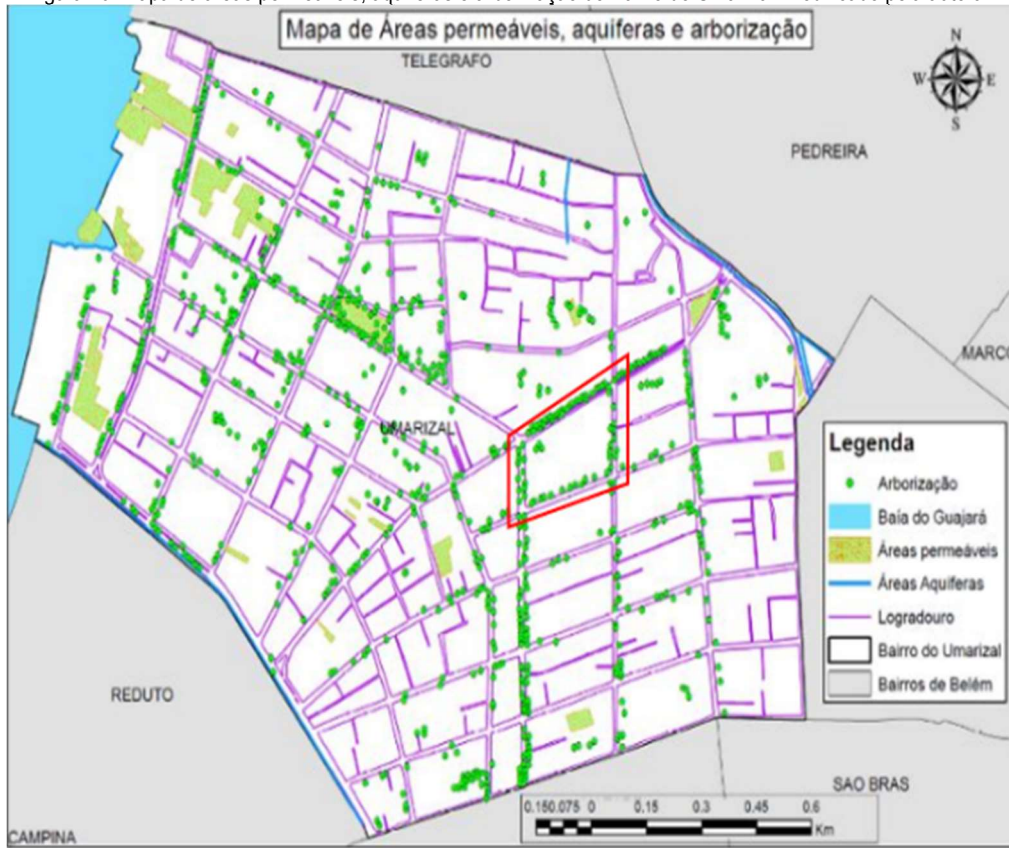 Mapa de Áreas permeáveis, aquiferas e arborização
TELEGRAFO
N
W
E
S
PEDREIRA
MARCO
UMARIZAL
Legenda
Arborização
Baía do Guajará
Áreas permeáveis
Áreas Aquíferas
Logradouro
Bairro do Umarizal
Bairros de Belém
REDUTO
SAO BRAS
0.150.075 0 0.15 0.3 0.45 0.6
Km
CAMPINA